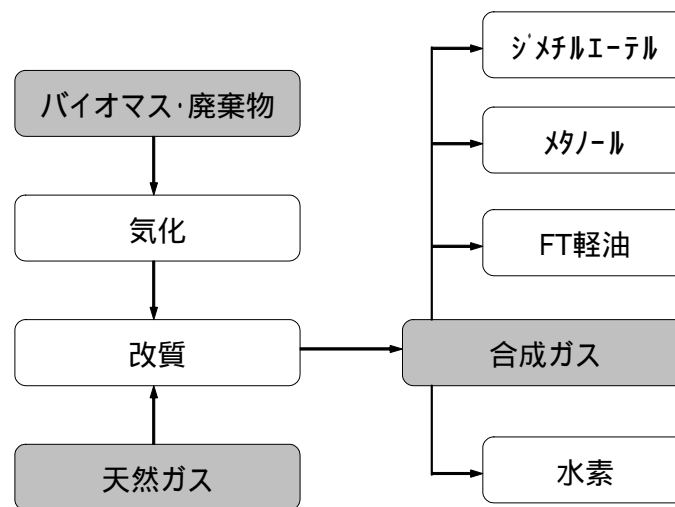 バイオマス・廃棄物
気化
改質
天然ガス
合成ガス
ｼﾞﾒﾁﾙｴｰﾃﾙ
ﾒﾀﾉｰﾙ
FT軽油
水素